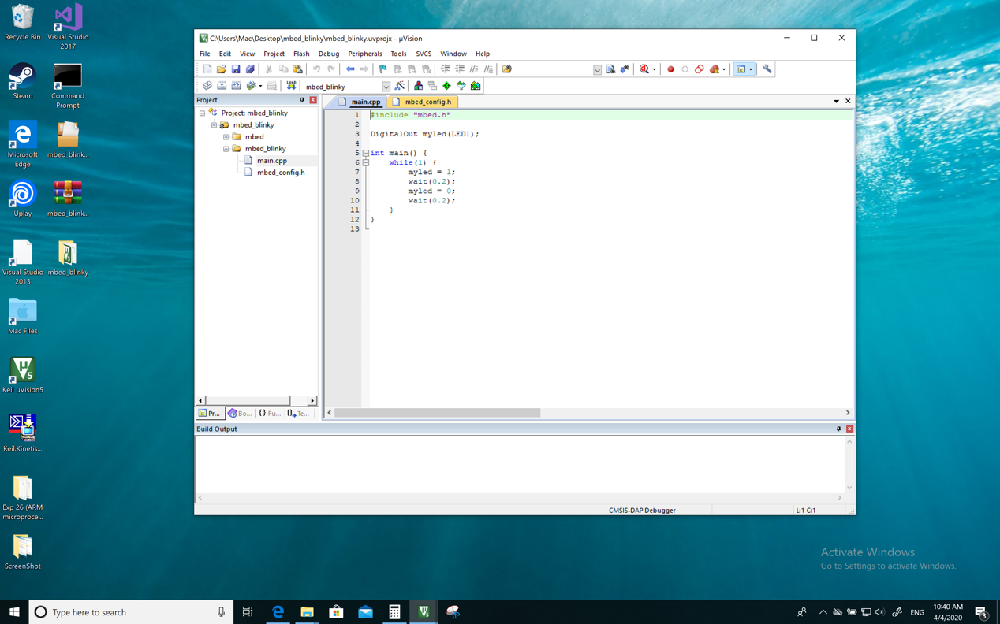 Recycle Bin
Visual Studio
2017
Steam
Command
Prompt
Microsoft
Edge
mbed_blink...
Uplay
mbed_blink...
Visual Studio
2013
mbed_blinky
Mac Files
Keil uVision5
Keil:Kinetis...
Exp 26 (ARM
microproce...
ScreenShot
C:\Users\Mac\Desktop\mbed_blinky\mbed_blinky.uvprojx - µVision
File Edit View Project Flash Debug Peripherals Tools SVCS Window Help
LOAD mbed_blinky
Project
Project: mbed_blinky
mbed_blinky
mbed
mbed_blinky
main.cpp
mbed_config.h
Pr... Bo... {} Fu... Te...
main.cpp mbed_config.h
1 #include "mbed.h"
2
3 DigitalOut myled(LED1);
4
5 int main() {
6 while(1) {
7 myled = 1;
8 wait(0.2);
9 myled = 0;
10 wait(0.2);
11 }
12 }
13
Build Output
CMSIS-DAP Debugger L:1 C:1
Activate Windows
Go to Settings to activate Windows.
Type here to search
ENG
10:40 AM
4/4/2020
3